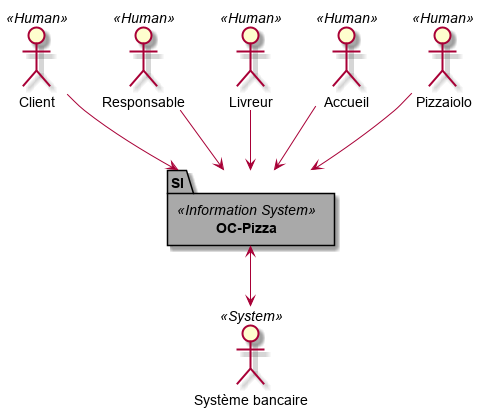 «Human» «Human» «Human» «Human» «Human»
Client Responsable Livreur Accueil Pizzaiolo
SI
«Information System»
OC-Pizza
«System»
Système bancaire